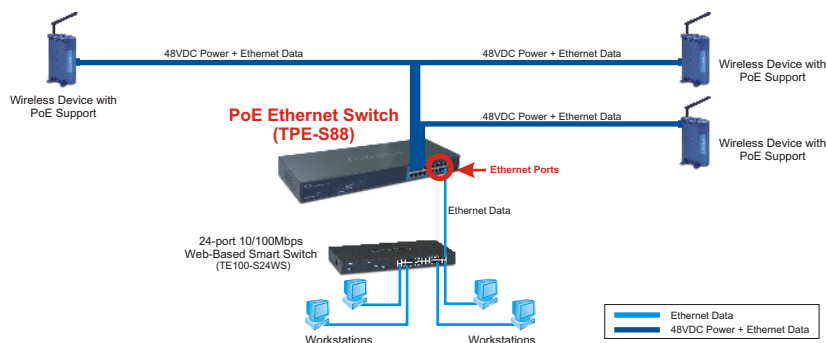 48VDC Power + Ethernet Data
48VDC Power + Ethernet Data
Wireless Device with
PoE Support
Wireless Device with
PoE Support
PoE Ethernet Switch
(TPE-S88)
48VDC Power + Ethernet Data
Wireless Device with
PoE Support
Ethernet Ports
Ethernet Data
24-port 10/100Mbps
Web-Based Smart Switch
(TE100-S24WS)
Workstations
Workstations
Ethernet Data
48VDC Power + Ethernet Data